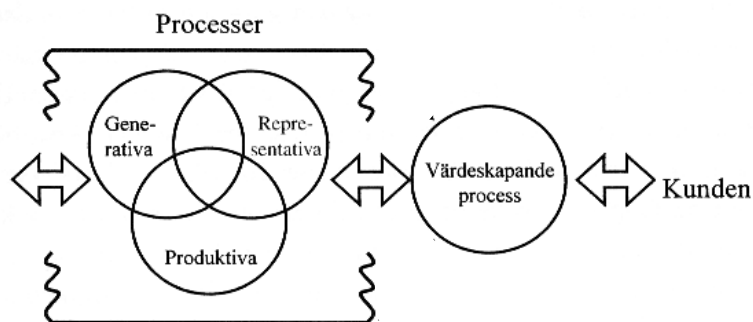 Processer
Gene-
rativa
Repre-
sentativa
Produktiva
Värdeskapande
process
Kunden